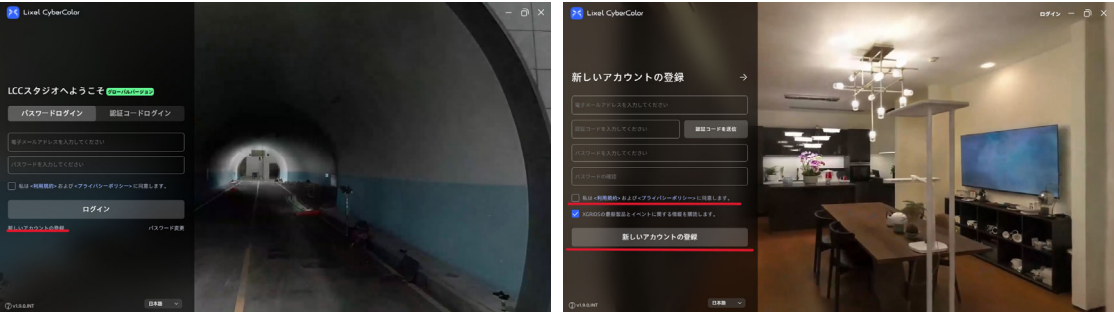 Lixel CyberColor
LCCスタジオへようこそ グローバルバージョン
パスワードログイン 認証コードログイン
電子メールアドレスを入力してください
パスワードを入力してください
私は <利用規約> および <プライバシーポリシー> に同意します。
ログイン
新しいアカウントの登録 パスワード変更
v1.0.0.INT 日本語
Lixel CyberColor ログイン
新しいアカウントの登録
電子メールアドレスを入力してください
認証コードを入力してください 認証コードを送信
パスワードを入力してください
パスワードの確認
私は <利用規約> および <プライバシーポリシー> に同意します。
XGRIDSの最新製品とイベントに関する情報を購読します。
新しいアカウントの登録
v1.0.0.INT 日本語